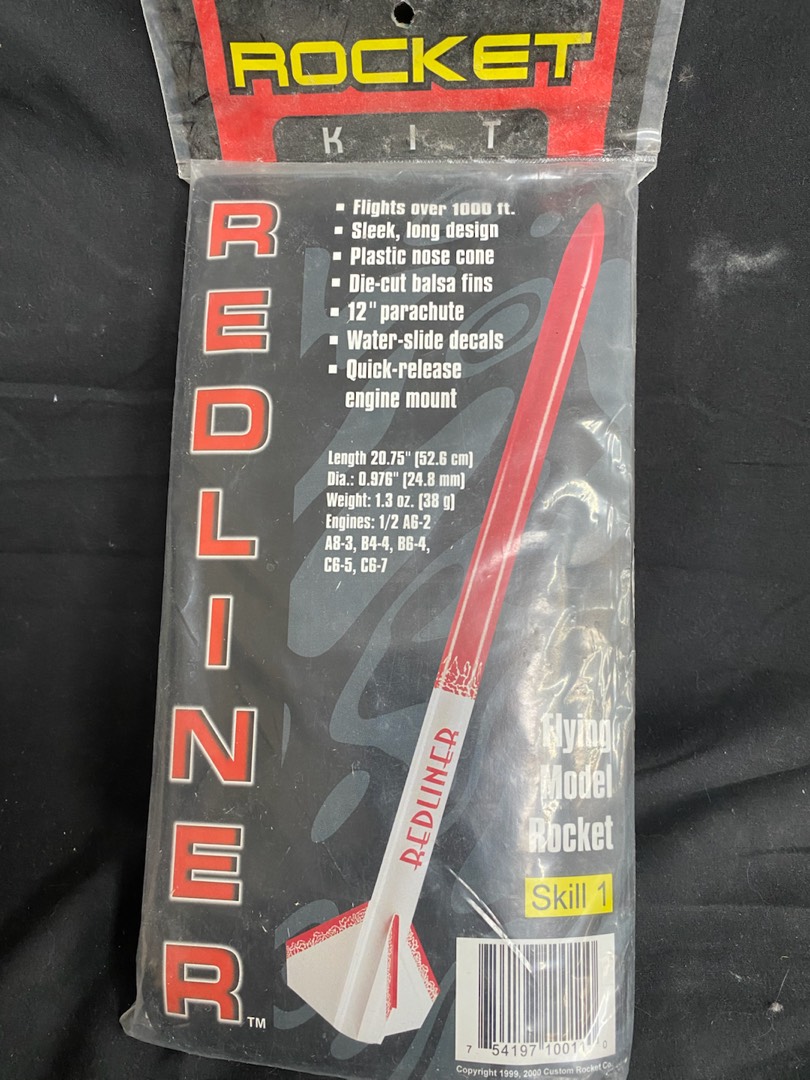 ROCKET
KIT
REDLINER™
▪ Flights over 1000 ft.
▪ Sleek, long design
▪ Plastic nose cone
▪ Die-cut balsa fins
▪ 12" parachute
▪ Water-slide decals
▪ Quick-release
engine mount
Length 20.75" (52.6 cm)
Dia.: 0.976" (24.8 mm)
Weight: 1.3 oz. (38 g)
Engines: 1/2 A6-2
A8-3, B4-4, B6-4,
C6-5, C6-7
REDLINER
Flying
Model
Rocket
Skill 1
7 54197 0
Copyright 1999, 2000 Custom Rocket Co.